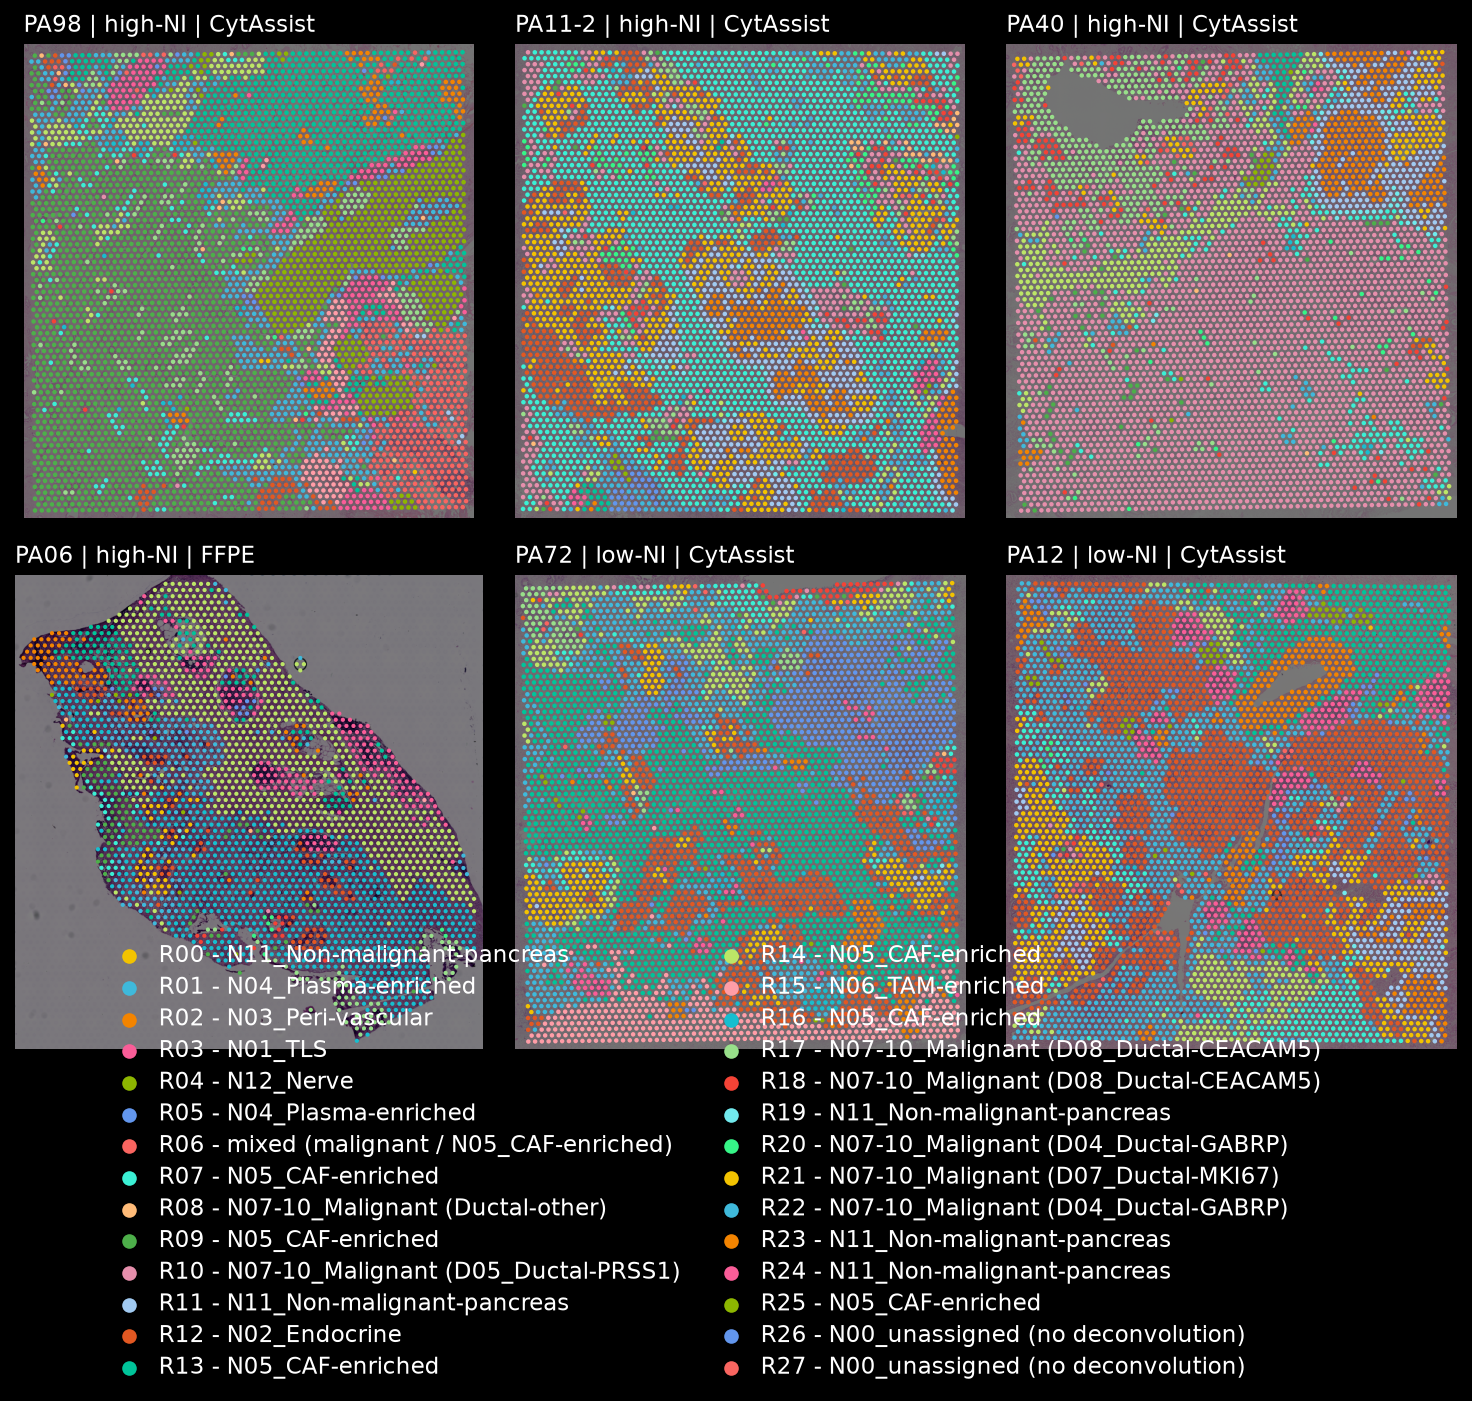 PA98 | high-NI | CytAssist
PA11-2 | high-NI | CytAssist
PA40 | high-NI | CytAssist
PA06 | high-NI | FFPE
PA72 | low-NI | CytAssist
PA12 | low-NI | CytAssist
R00 - N11_Non-malignant-pancreas
R01 - N04_Plasma-enriched
R02 - N03_Peri-vascular
R03 - N01_TLS
R04 - N12_Nerve
R05 - N04_Plasma-enriched
R06 - mixed (malignant / N05_CAF-enriched)
R07 - N05_CAF-enriched
R08 - N07-10_Malignant (Ductal-other)
R09 - N05_CAF-enriched
R10 - N07-10_Malignant (D05_Ductal-PRSS1)
R11 - N11_Non-malignant-pancreas
R12 - N02_Endocrine
R13 - N05_CAF-enriched
R14 - N05_CAF-enriched
R15 - N06_TAM-enriched
R16 - N05_CAF-enriched
R17 - N07-10_Malignant (D08_Ductal-CEACAM5)
R18 - N07-10_Malignant (D08_Ductal-CEACAM5)
R19 - N11_Non-malignant-pancreas
R20 - N07-10_Malignant (D04_Ductal-GABRP)
R21 - N07-10_Malignant (D07_Ductal-MKI67)
R22 - N07-10_Malignant (D04_Ductal-GABRP)
R23 - N11_Non-malignant-pancreas
R24 - N11_Non-malignant-pancreas
R25 - N05_CAF-enriched
R26 - N00_unassigned (no deconvolution)
R27 - N00_unassigned (no deconvolution)